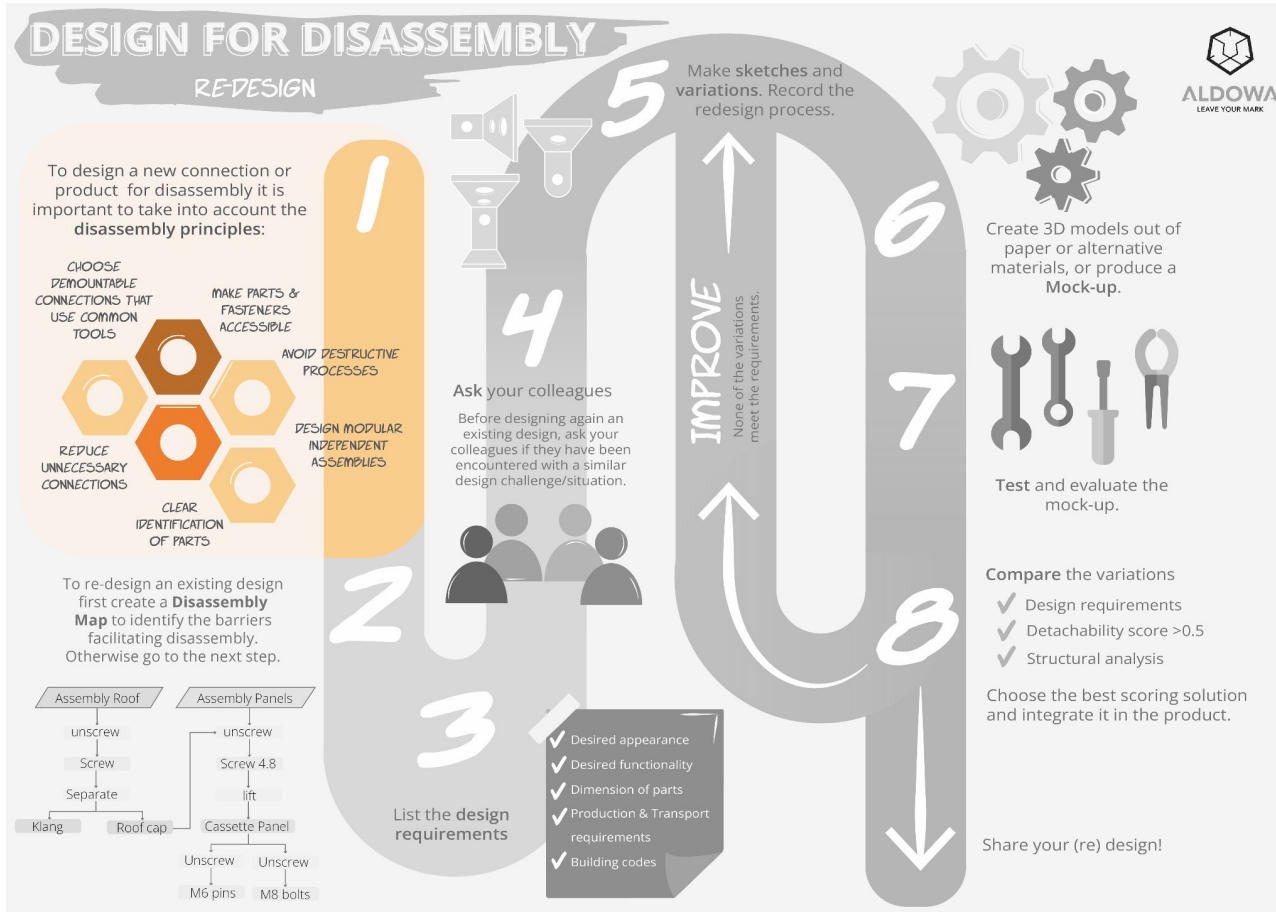 DESIGN FOR DISASSEMBLY
RE-DESIGN
ALDOWA
LEAVE YOUR MARK
1
To design a new connection or
product for disassembly it is
important to take into account the
disassembly principles:
CHOOSE
DEMOUNTABLE
CONNECTIONS THAT
USE COMMON
TOOLS
MAKE PARTS &
FASTENERS
ACCESSIBLE
AVOID DESTRUCTIVE
PROCESSES
DESIGN MODULAR
INDEPENDENT
ASSEMBLIES
REDUCE
UNNECESSARY
CONNECTIONS
CLEAR
IDENTIFICATION
OF PARTS
2
To re-design an existing design
first create a Disassembly
Map to identify the barriers
facilitating disassembly.
Otherwise go to the next step.
Assembly Roof
unscrew
Screw
Separate
Klang
Roof cap
Assembly Panels
unscrew
Screw 4.8
lift
Cassette Panel
Unscrew
Unscrew
M6 pins
M8 bolts
3
List the design
requirements
Desired appearance
Desired functionality
Dimension of parts
Production & Transport
requirements
Building codes
4
Ask your colleagues
Before designing again an
existing design, ask your
colleagues if they have been
encountered with a similar
design challenge/situation.
5
Make sketches and
variations. Record the
redesign process.
IMPROVE
None of the variations
meet the requirements.
6
Create 3D models out of
paper or alternative
materials, or produce a
Mock-up.
7
Test and evaluate the
mock-up.
8
Compare the variations
Design requirements
Detachability score >0.5
Structural analysis
Choose the best scoring solution
and integrate it in the product.
Share your (re) design!